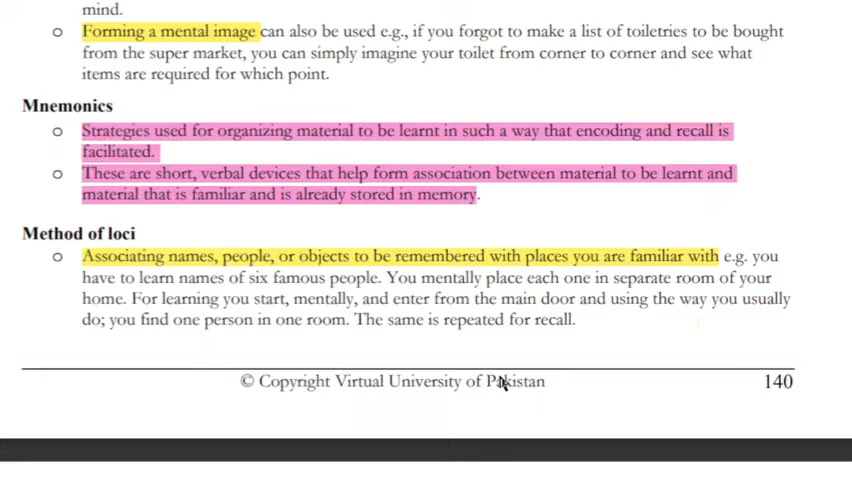 mind.
o Forming a mental image can also be used e.g., if you forgot to make a list of toiletries to be bought
from the super market, you can simply imagine your toilet from corner to corner and see what
items are required for which point.
Mnemonics
o Strategies used for organizing material to be learnt in such a way that encoding and recall is
facilitated.
o These are short, verbal devices that help form association between material to be learnt and
material that is familiar and is already stored in memory.
Method of loci
o Associating names, people, or objects to be remembered with places you are familiar with e.g. you
have to learn names of six famous people. You mentally place each one in separate room of your
home. For learning you start, mentally, and enter from the main door and using the way you usually
do; you find one person in one room. The same is repeated for recall.
© Copyright Virtual University of Pakistan 140